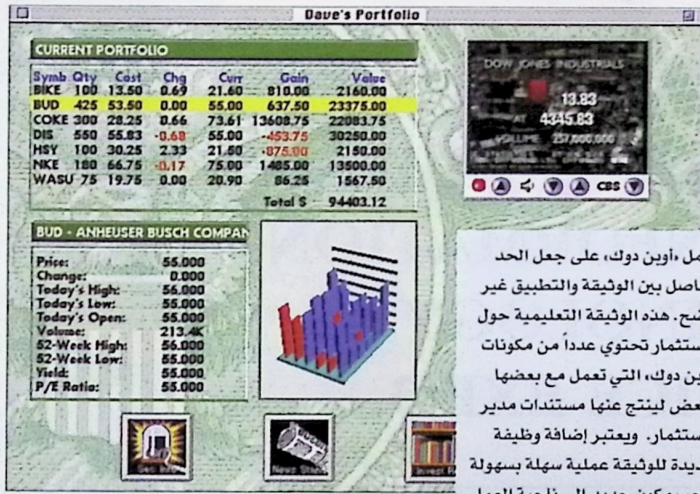 Dave's Portfolio
CURRENT PORTFOLIO
Symb Qty Cost Chg Curr Gain Value
BIKE 100 13.50 0.69 21.60 810.00 2160.00
BUD 425 53.50 0.00 55.00 637.50 23375.00
COKE 300 28.25 0.66 73.61 13608.75 22083.75
DIS 550 55.83 -0.68 55.00 -453.75 30250.00
HSY 100 30.25 2.33 21.50 -875.00 2150.00
NKE 180 66.75 -0.17 75.00 1485.00 13500.00
WASU 75 19.75 0.00 20.90 86.25 1567.50
Total $ 94403.12
DOW JONES INDUSTRIALS
13.83
AT 4345.83
VOLUME 257,000,000
CBS
BUD - ANHEUSER BUSCH COMPAN
Price: 55.000
Change: 0.000
Today's High: 56.000
Today's Low: 55.000
Today's Open: 55.000
Volume: 213.4K
52-Week High: 56.000
52-Week Low: 55.000
Yield: 55.000
P/E Ratio: 55.000
News Stand
Invest
مل «أوبن دوك» على جعل الحد
اصل بين الوثيقة والتطبيق غير
ضح. هذه الوثيقة التعليمية حول
ستثمار تحتوي عدداً من مكونات
بن دوك»، التي تعمل مع بعضها
عض لينتج عنها مستندات مدير
ستثمار. ويعتبر إضافة وظيفة
يدة للوثيقة عملية سهلة بسهولة